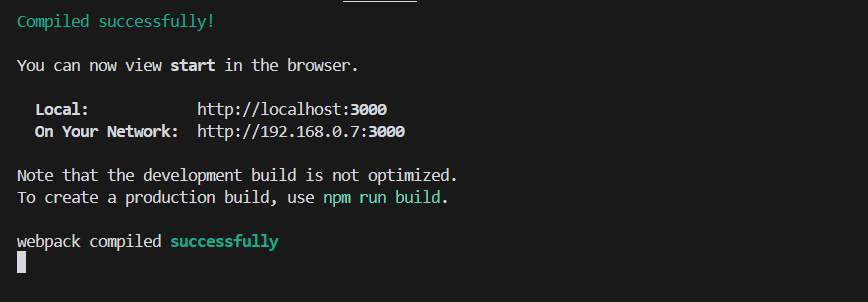 Compiled successfully!
You can now view start in the browser.
Local: http://localhost:3000
On Your Network: http://192.168.0.7:3000
Note that the development build is not optimized.
To create a production build, use npm run build.
webpack compiled successfully